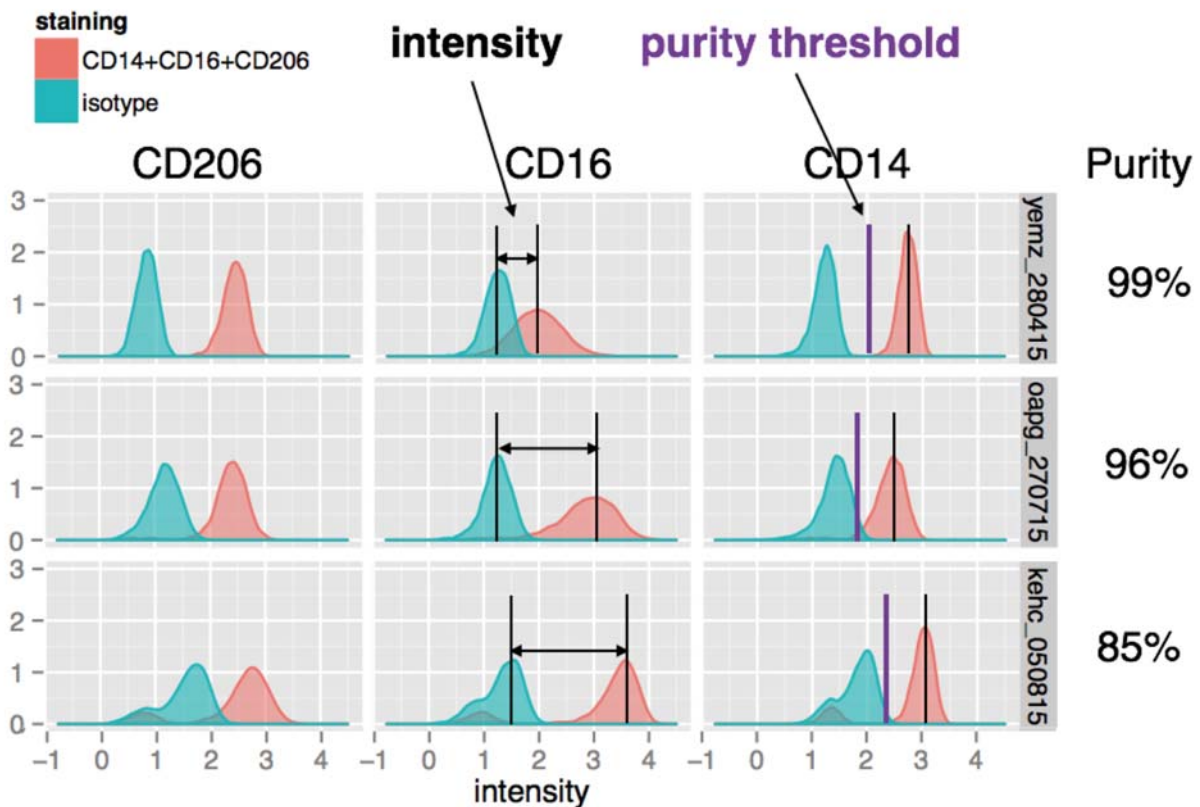 staining
CD14+CD16+CD206
isotype
intensity
purity threshold
CD206
CD16
CD14
Purity
3
2
1
0
yemz_280415
99%
3
2
1
0
oapg_270715
96%
3
2
1
0
kehc_050815
85%
−1 0 1 2 3 4 −1 0 1 2 3 4 −1 0 1 2 3 4
intensity